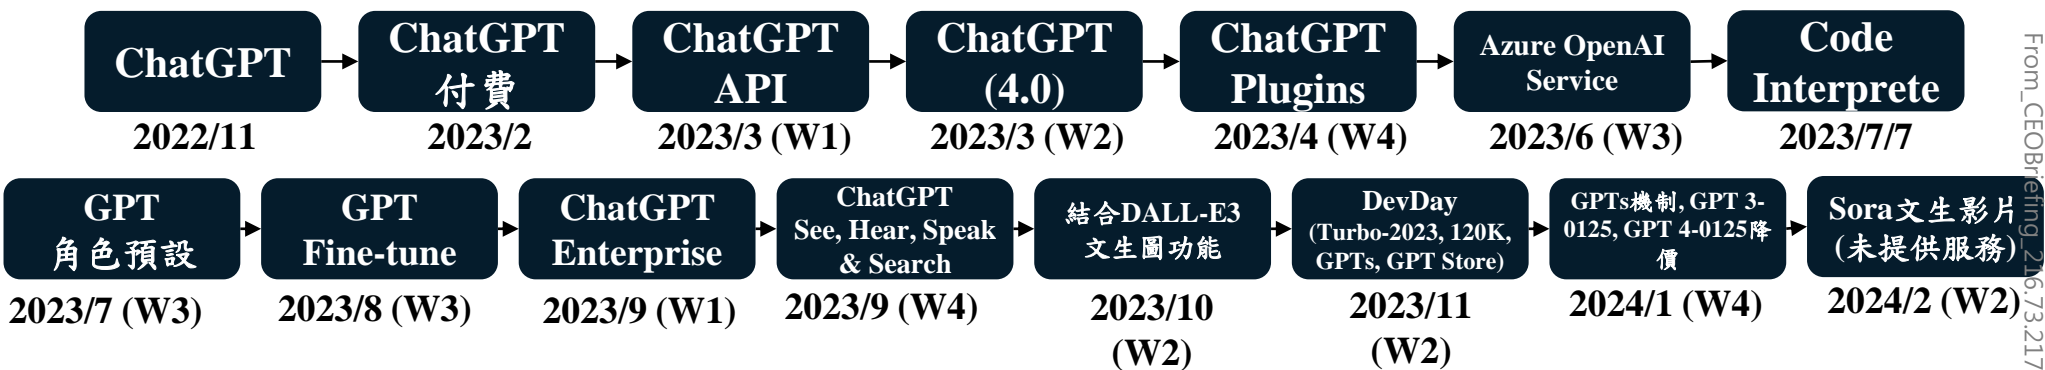 ChatGPT
2022/11
ChatGPT
付費
2023/2
ChatGPT
API
2023/3 (W1)
ChatGPT
(4.0)
2023/3 (W2)
ChatGPT
Plugins
2023/4 (W4)
Azure OpenAI
Service
2023/6 (W3)
Code
Interprete
2023/7/7
GPT
角色預設
2023/7 (W3)
GPT
Fine-tune
2023/8 (W3)
ChatGPT
Enterprise
2023/9 (W1)
ChatGPT
See, Hear, Speak
& Search
2023/9 (W4)
結合DALL-E3
文生圖功能
2023/10
(W2)
DevDay
(Turbo-2023, 120K,
GPTs, GPT Store)
2023/11
(W2)
GPTs機制, GPT 3-
0125, GPT 4-0125降
價
2024/1 (W4)
Sora文生影片
(未提供服務)
2024/2 (W2)
From_CEOBriefing_216.73.217